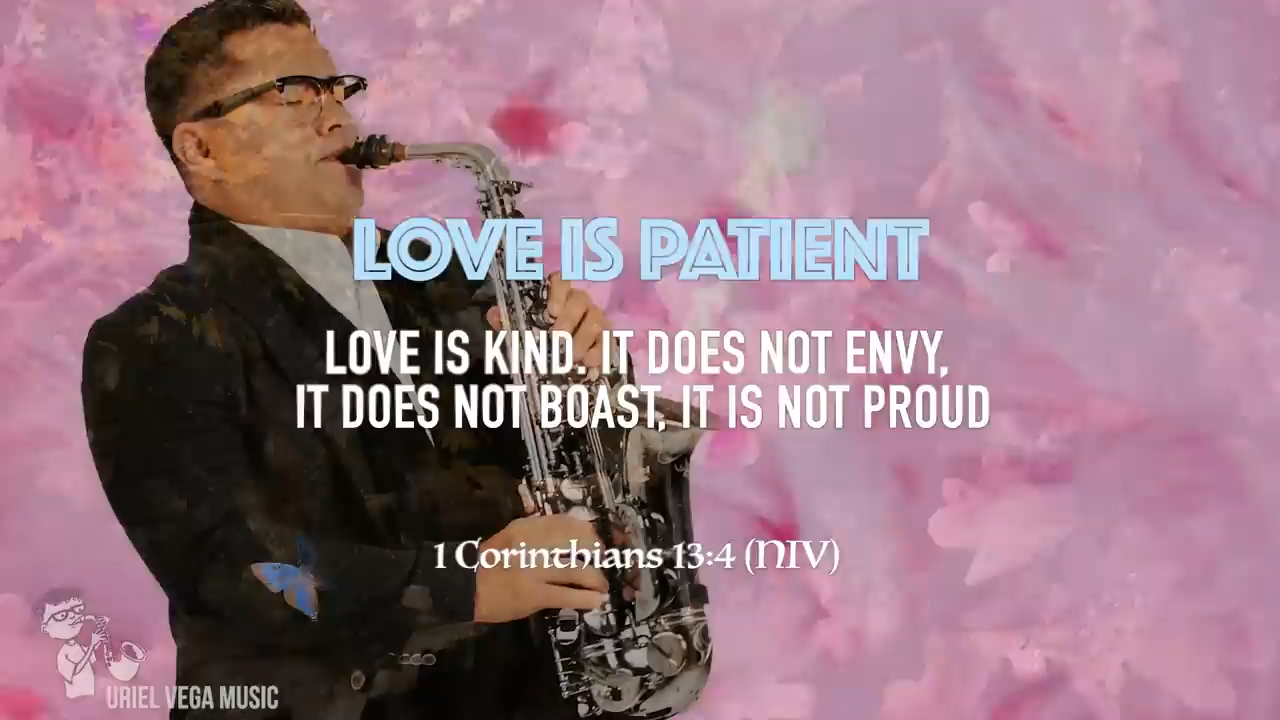 LOVE IS PATIENT
LOVE IS KIND. IT DOES NOT ENVY,
IT DOES NOT BOAST, IT IS NOT PROUD
1 Corinthians 13:4 (NIV)
URIEL VEGA MUSIC